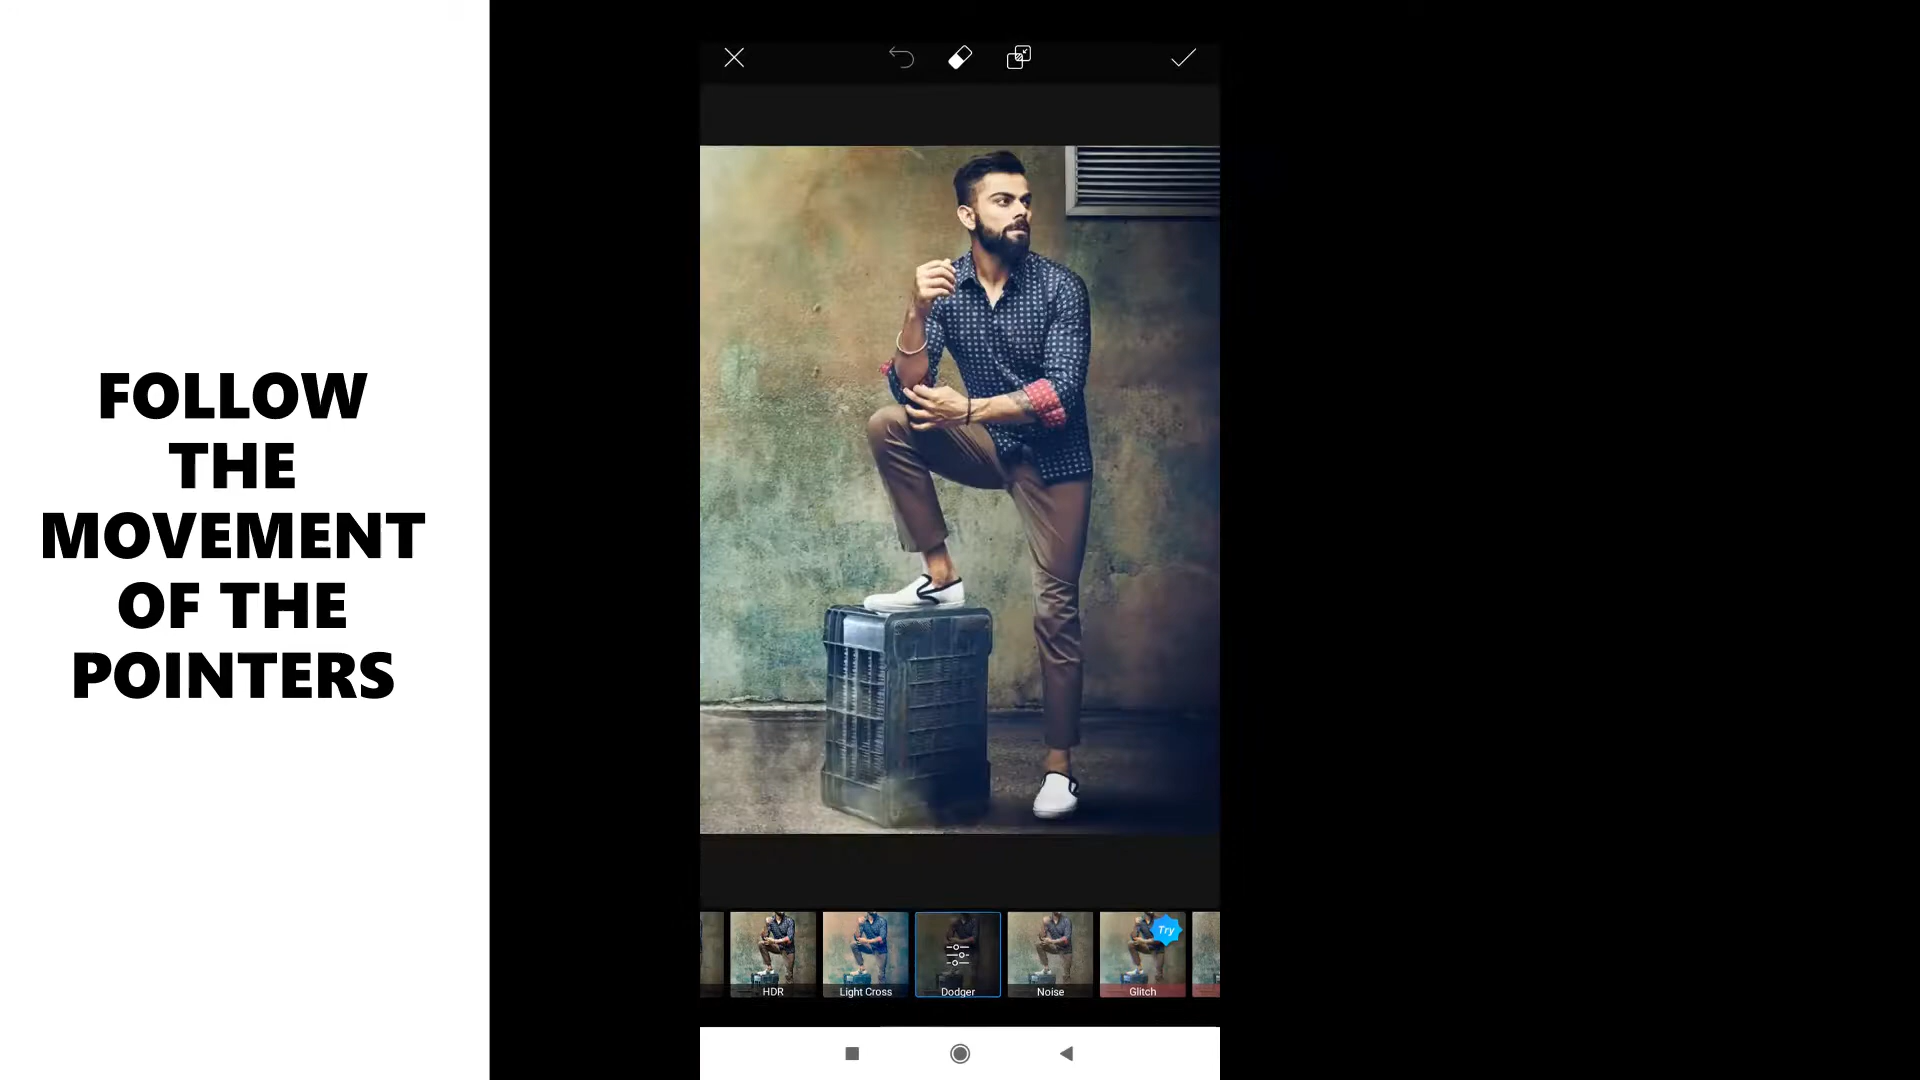 FOLLOW
THE
MOVEMENT
OF THE
POINTERS
Try
HDR
Light Cross
Dodger
Noise
Glitch